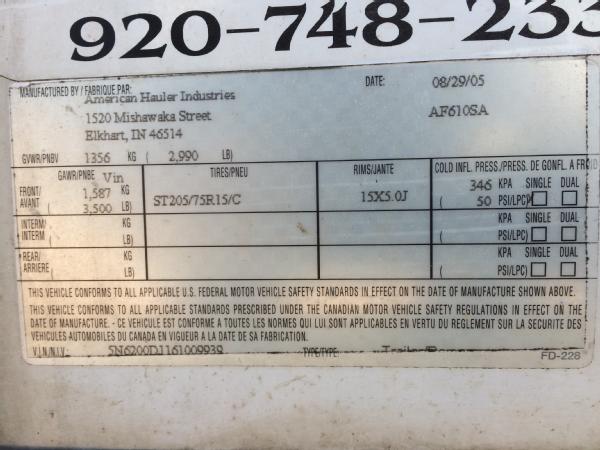 920-748-233
MANUFACTURED BY / FABRIQUE PAR: DATE: 08/29/05
American Hauler Industries
1520 Mishawaka Street AF610SA
Elkhart, IN 46514
GVWR/PNBV 1356 KG ( 2,990 LB)
GAWR/PNBE Vin TIRES/PNEU RIMS/JANTE COLD INFL. PRESS./PRESS. DE GONFL. A FROID
FRONT/ AVANT 1,587 KG 346 KPA SINGLE DUAL
( 3,500 LB) ST205/75R15/C 15X5.0J ( 50 PSI/LPC)
INTERM/ INTERM KG KPA SINGLE DUAL
( LB) ( PSI/LPC)
REAR/ ARRIERE KG KPA SINGLE DUAL
( LB) ( PSI/LPC)
THIS VEHICLE CONFORMS TO ALL APPLICABLE U.S. FEDERAL MOTOR VEHICLE SAFETY STANDARDS IN EFFECT ON THE DATE OF MANUFACTURE SHOWN ABOVE.
THIS VEHICLE CONFORMS TO ALL APPLICABLE STANDARDS PRESCRIBED UNDER THE CANADIAN MOTOR VEHICLE SAFETY REGULATIONS IN EFFECT ON THE
DATE OF MANUFACTURE. - CE VEHICULE EST CONFORME A TOUTES LES NORMES QUI LUI SONT APPLICABLES EN VERTU DU REGLEMENT SUR LA SECURITE DES
VEHICULES AUTOMOBILES DU CANADA EN VIGUEUR A LA DATE DE SA FABRICATION.
V.I.N./N.I.V.: 5N6200D1161009939 TYPE/TYPE:
FD-228